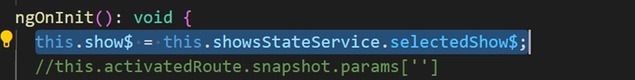 ngOnInit(): void {
this.show$ = this.showsStateService.selectedShow$;
//this.activatedRoute.snapshot.params['']